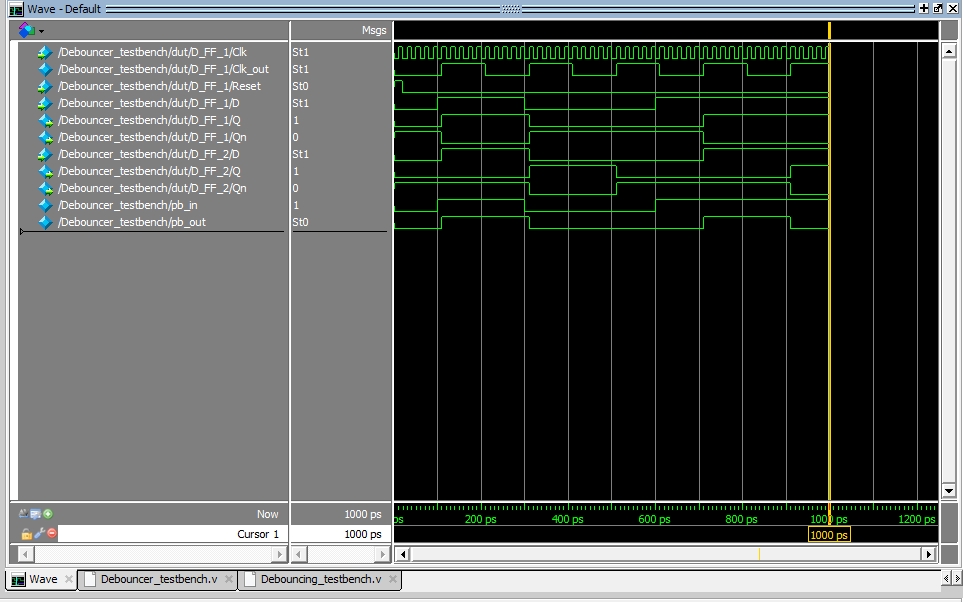 Wave - Default
Msgs
/Debouncer_testbench/dut/D_FF_1/Clk St1
/Debouncer_testbench/dut/D_FF_1/Clk_out St1
/Debouncer_testbench/dut/D_FF_1/Reset St0
/Debouncer_testbench/dut/D_FF_1/D St1
/Debouncer_testbench/dut/D_FF_1/Q 1
/Debouncer_testbench/dut/D_FF_1/Qn 0
/Debouncer_testbench/dut/D_FF_2/D St1
/Debouncer_testbench/dut/D_FF_2/Q 1
/Debouncer_testbench/dut/D_FF_2/Qn 0
/Debouncer_testbench/pb_in 1
/Debouncer_testbench/pb_out St0
Now 1000 ps ps 200 ps 400 ps 600 ps 800 ps 1000 ps 1200 ps
Cursor 1 1000 ps 1000 ps
Wave Debouncer_testbench.v Debouncing_testbench.v